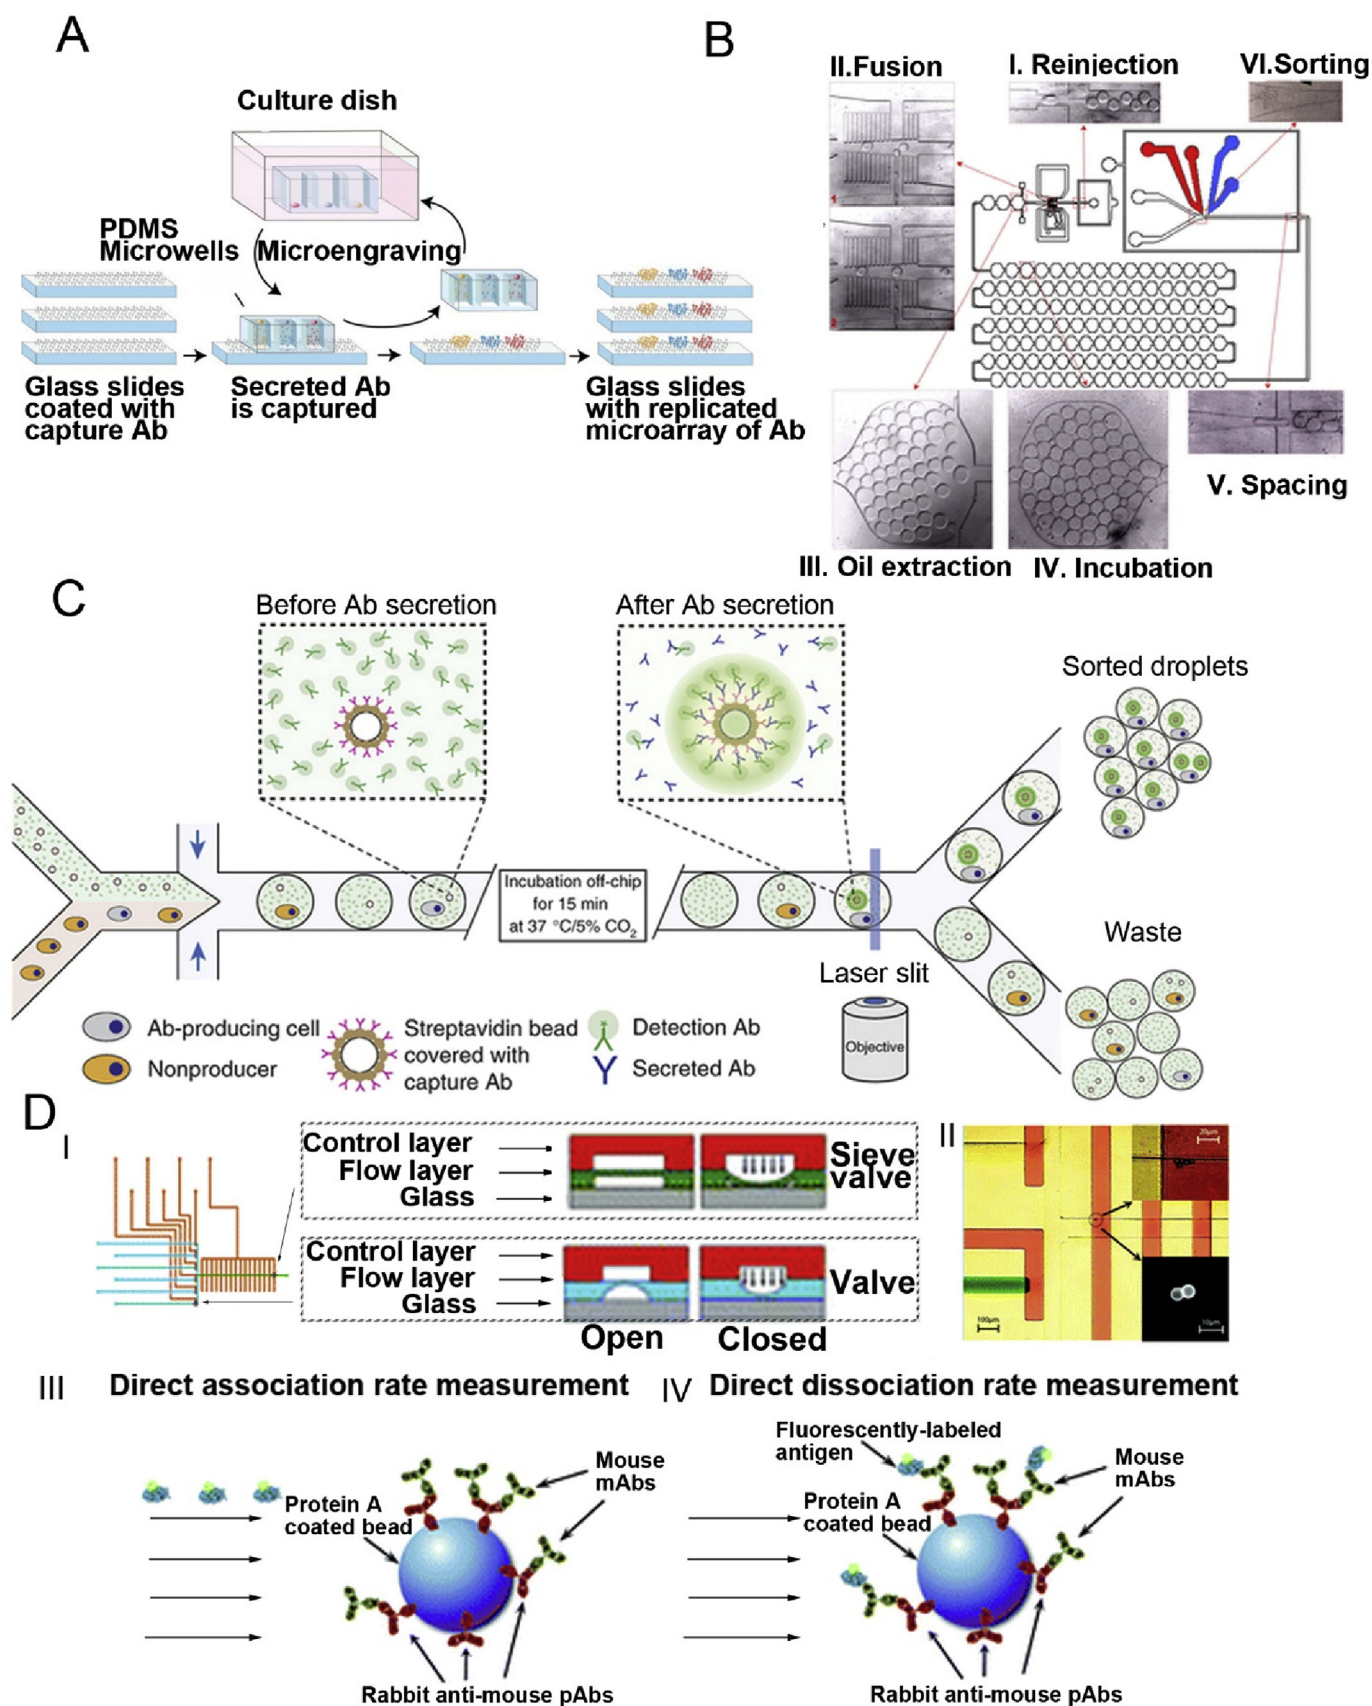 A
Culture dish
PDMS
Microwells
Microengraving
Glass slides
coated with
capture Ab
Secreted Ab
is captured
Glass slides
with replicated
microarray of Ab
B
II.Fusion
I. Reinjection
VI.Sorting
1
2
III. Oil extraction
IV. Incubation
V. Spacing
C
Before Ab secretion
After Ab secretion
Sorted droplets
Incubation off-chip
for 15 min
at 37 °C/5% CO2
Waste
Laser slit
Objective
Ab-producing cell
Nonproducer
Streptavidin bead
covered with
capture Ab
Detection Ab
Secreted Ab
D
I
Control layer
Flow layer
Glass
Sieve
valve
Control layer
Flow layer
Glass
Valve
Open
Closed
II
20µm
100µm
10µm
III
Direct association rate measurement
Protein A
coated bead
Mouse
mAbs
Rabbit anti-mouse pAbs
IV
Direct dissociation rate measurement
Fluorescently-labeled
antigen
Protein A
coated bead
Mouse
mAbs
Rabbit anti-mouse pAbs